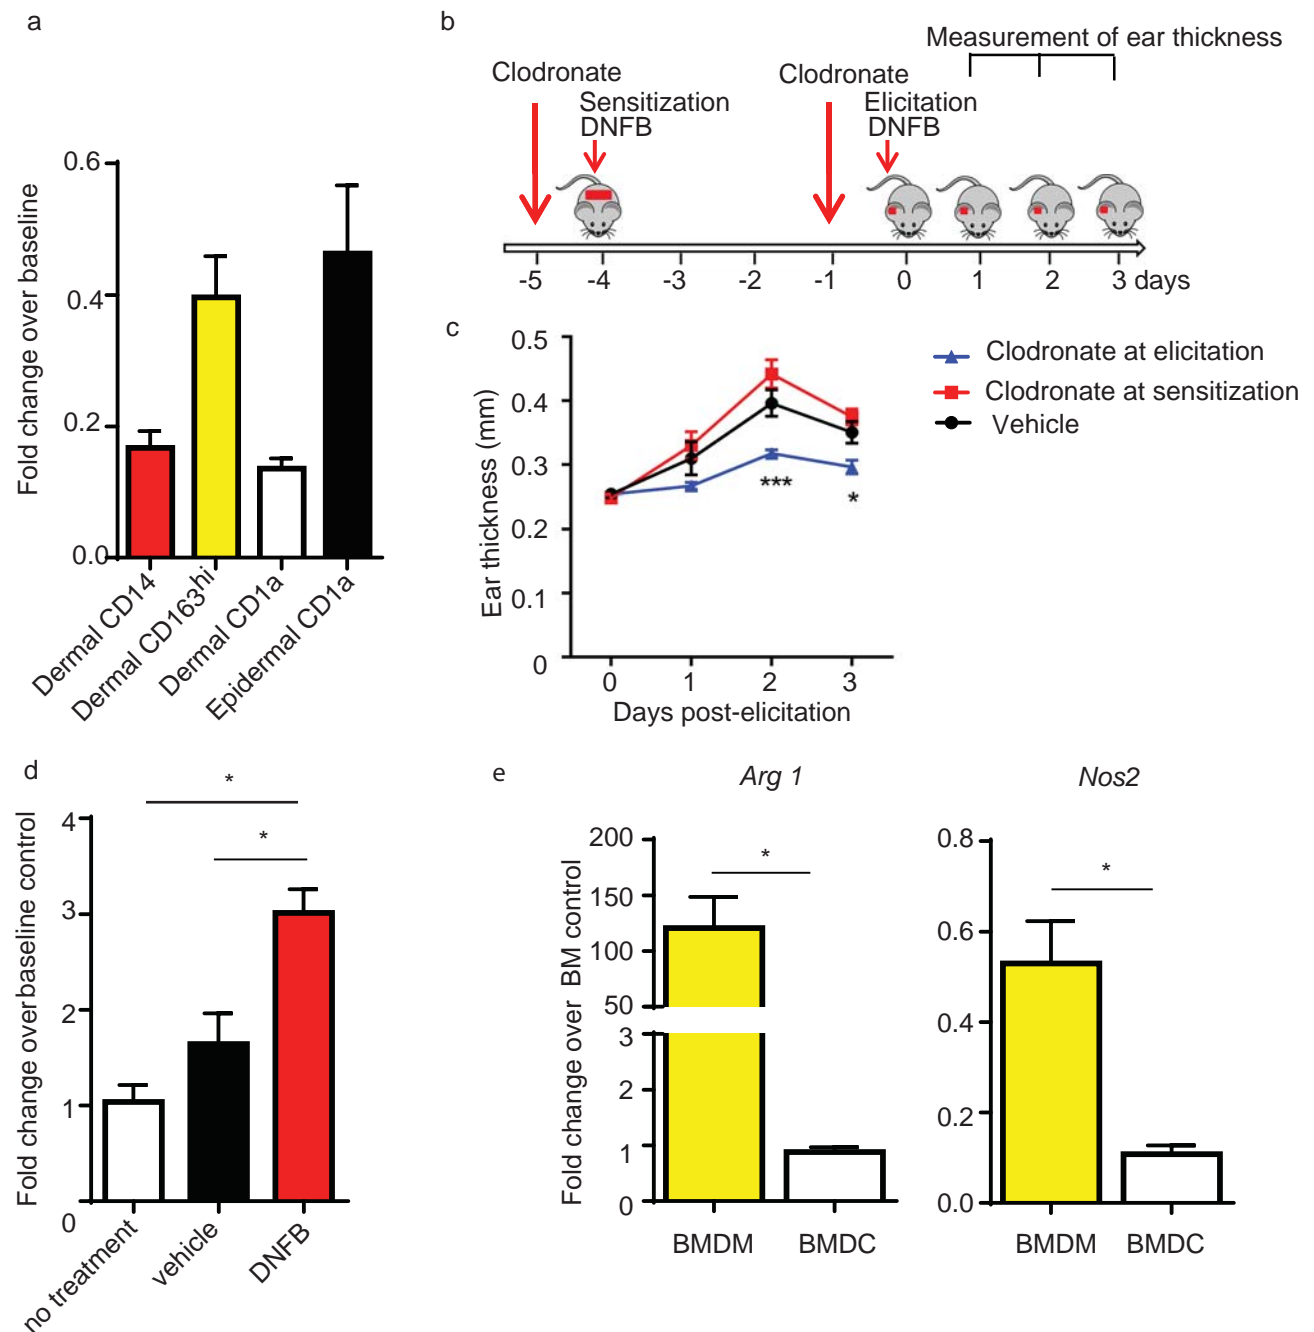 a
0.6
0.4
0.2
0.0
Fold change over baseline
Dermal CD14
Dermal CD163hi
Dermal CD1a
Epidermal CD1a
b
Measurement of ear thickness
Clodronate
Sensitization
DNFB
Clodronate
Elicitation
DNFB
-5 -4 -3 -2 -1 0 1 2 3 days
c
0.5
0.4
0.3
0.2
0.1
0
Ear thickness (mm)
*** *
0 1 2 3
Days post-elicitation
Clodronate at elicitation
Clodronate at sensitization
Vehicle
d
* *
4
3
2
1
0
Fold change over baseline control
no treatment
vehicle
DNFB
e
Arg 1
200
150
100
50
3
2
1
0
Fold change over BM control
*
BMDM BMDC
Nos2
0.8
0.6
0.4
0.2
0.0
*
BMDM BMDC